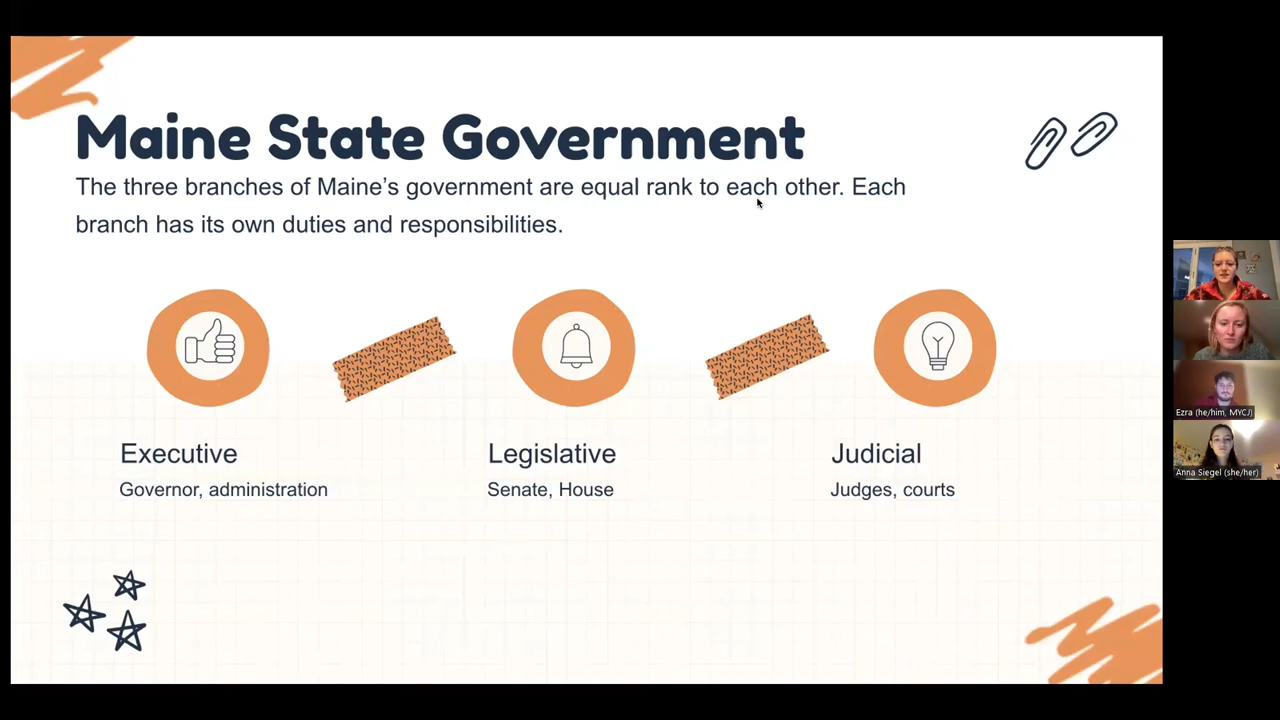 Maine State Government
The three branches of Maine’s government are equal rank to each other. Each
branch has its own duties and responsibilities.
Executive
Governor, administration
Legislative
Senate, House
Judicial
Judges, courts
Ezra (he/him, MYCJ)
Anna Siegel (she/her)